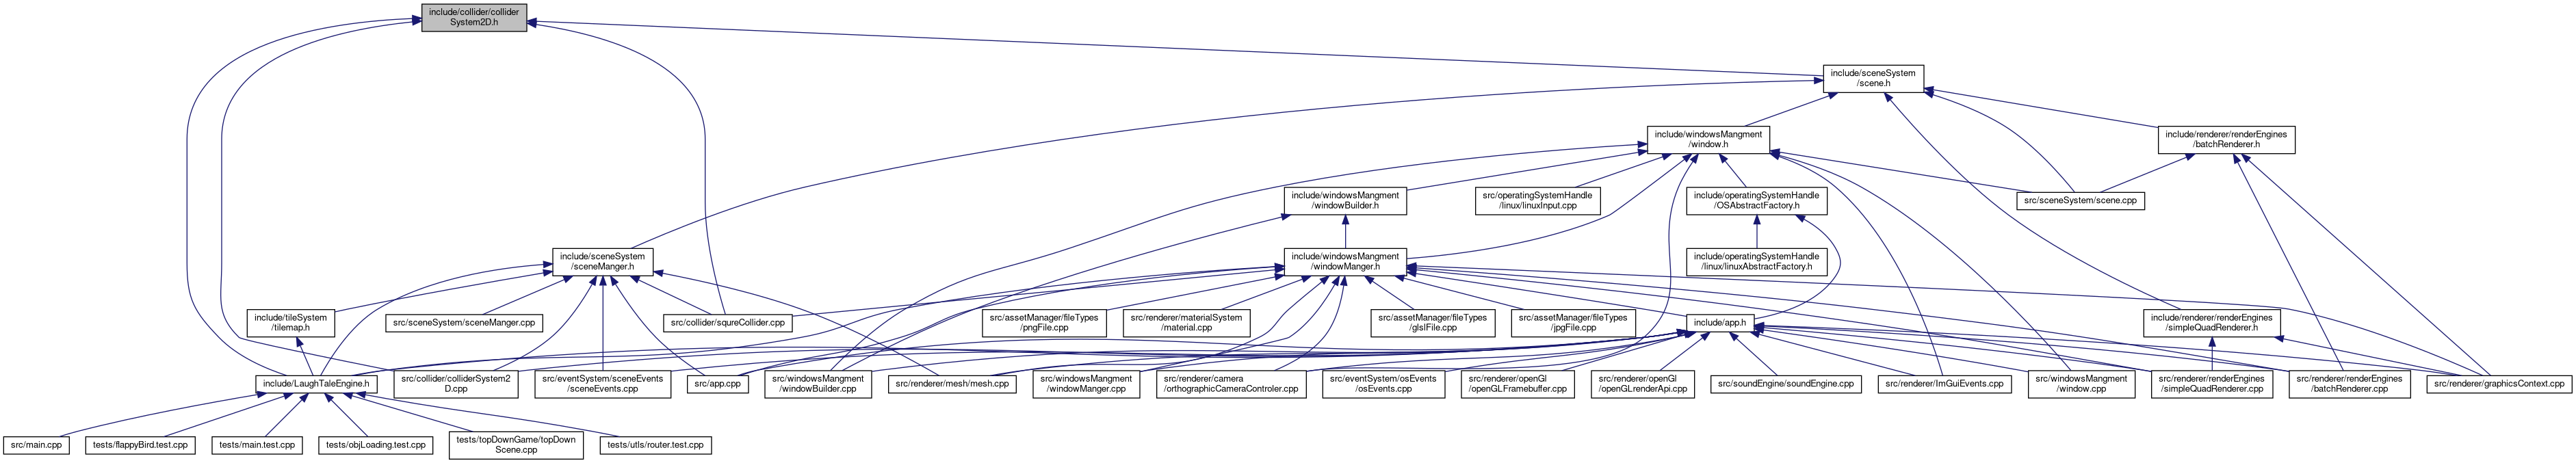 include/collider/collider
System2D.h
include/sceneSystem
/scene.h
include/windowsMangment
/window.h
include/renderer/renderEngines
/batchRenderer.h
include/windowsMangment
/windowBuilder.h
src/operatingSystemHandle
/linux/linuxInput.cpp
include/operatingSystemHandle
/OSAbstractFactory.h
src/sceneSystem/scene.cpp
include/sceneSystem
/sceneManger.h
include/windowsMangment
/windowManger.h
include/operatingSystemHandle
/linux/linuxAbstractFactory.h
include/tileSystem
/tilemap.h
src/sceneSystem/sceneManger.cpp
src/collider/squreCollider.cpp
src/assetManager/fileTypes
/pngFile.cpp
src/renderer/materialSystem
/material.cpp
src/assetManager/fileTypes
/glslFile.cpp
src/assetManager/fileTypes
/jpgFile.cpp
include/app.h
include/renderer/renderEngines
/simpleQuadRenderer.h
include/LaughTaleEngine.h
src/collider/colliderSystem2
D.cpp
src/eventSystem/sceneEvents
/sceneEvents.cpp
src/app.cpp
src/windowsMangment
/windowBuilder.cpp
src/renderer/mesh/mesh.cpp
src/windowsMangment
/windowManger.cpp
src/renderer/camera
/orthographicCameraControler.cpp
src/eventSystem/osEvents
/osEvents.cpp
src/renderer/openGl
/openGLFramebuffer.cpp
src/renderer/openGl
/openGLrenderApi.cpp
src/soundEngine/soundEngine.cpp
src/renderer/ImGuiEvents.cpp
src/windowsMangment
/window.cpp
src/renderer/renderEngines
/simpleQuadRenderer.cpp
src/renderer/renderEngines
/batchRenderer.cpp
src/renderer/graphicsContext.cpp
src/main.cpp
tests/flappyBird.test.cpp
tests/main.test.cpp
tests/objLoading.test.cpp
tests/topDownGame/topDown
Scene.cpp
tests/utls/router.test.cpp